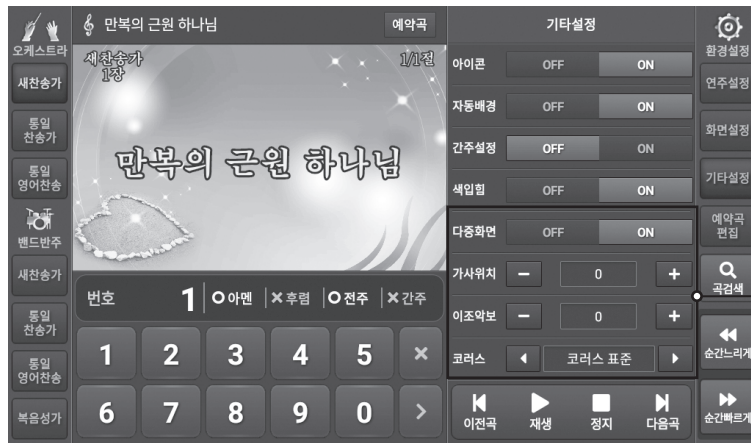 오케스트라
새찬송가
통일
찬송가
통일
영어찬송
밴드반주
새찬송가
통일
찬송가
통일
영어찬송
복음성가
만복의 근원 하나님
예약곡
새찬송가
1장
1/1절
만복의 근원 하나님
번호
1
아멘
후렴
전주
간주
1 2 3 4 5 ×
6 7 8 9 0 >
기타설정
아이콘 OFF ON
자동배경 OFF ON
간주설정 OFF ON
색입힘 OFF ON
다중화면 OFF ON
가사위치 − 0 +
이조악보 − 0 +
코러스 코러스 표준
이전곡 재생 정지 다음곡
환경설정
연주설정
화면설정
기타설정
예약곡
편집
곡검색
순간느리게
순간빠르게